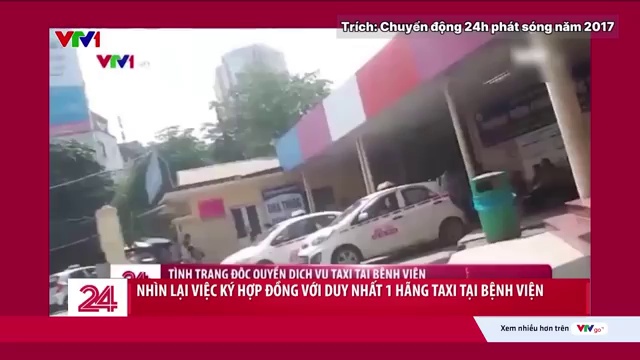 Trích: Chuyển động 24h phát sóng năm 2017
VTV1
VTV1
NHÀ THUỐC
TÌNH TRẠNG ĐỘC QUYỀN DỊCH VỤ TAXI TẠI BỆNH VIỆN
24
NHÌN LẠI VIỆC KÝ HỢP ĐỒNG VỚI DUY NHẤT 1 HÃNG TAXI TẠI BỆNH VIỆN
Xem nhiều hơn trên
VTVgo